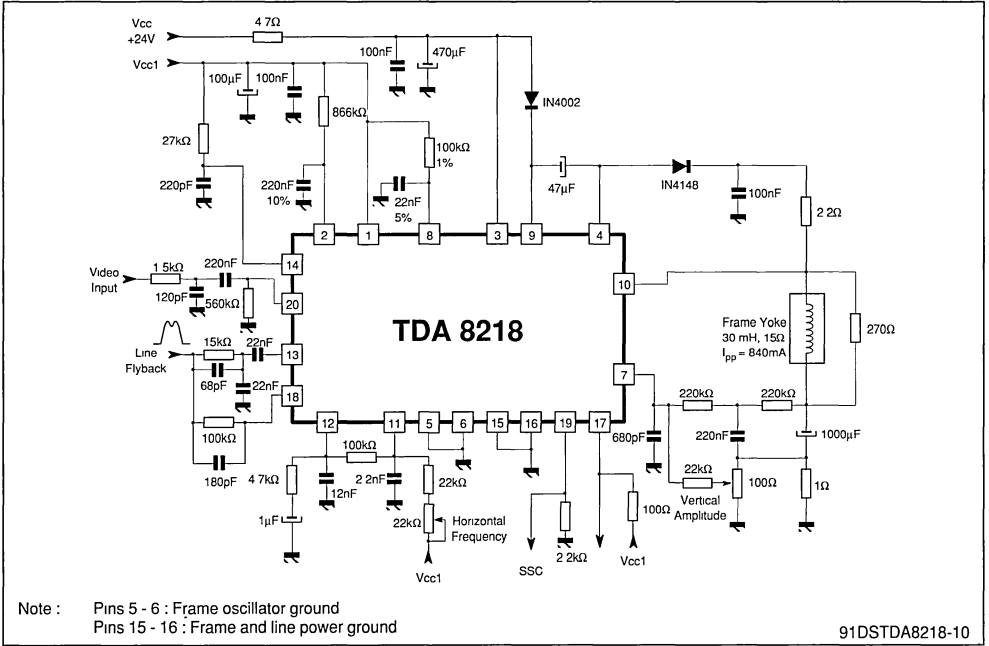 Vcc
+24V
4 7Ω
100nF
470µF
Vcc1
100µF
100nF
866kΩ
IN4002
27kΩ
100kΩ
1%
220pF
220nF
10%
22nF
5%
47µF
IN4148
100nF
2 2Ω
2
1
8
3
9
4
14
10
Video
Input
1 5kΩ
220nF
120pF
560kΩ
20
TDA 8218
Frame Yoke
30 mH, 15Ω
Ipp = 840mA
270Ω
Line
Flyback
15kΩ
22nF
13
68pF
22nF
18
7
100kΩ
180pF
12
11
5
6
15
16
19
17
220kΩ
220kΩ
680pF
220nF
1000µF
4 7kΩ
12nF
100kΩ
2 2nF
22kΩ
22kΩ
100Ω
1Ω
Vertical
Amplitude
1µF
22kΩ
Horizontal
Frequency
100Ω
Vcc1
SSC
2 2kΩ
Vcc1
Note : Pins 5 - 6 : Frame oscillator ground
Pins 15 - 16 : Frame and line power ground
91DSTDA8218-10